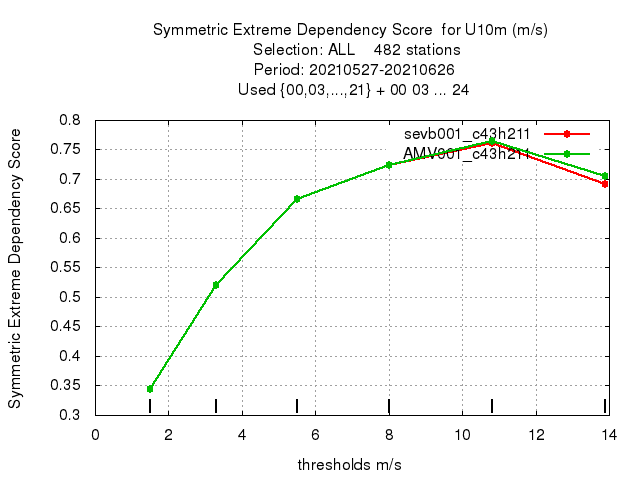 Symmetric Extreme Dependency Score  for U10m (m/s)
Selection: ALL    482 stations
Period: 20210527-20210626
Used {00,03,...,21} + 00 03 ... 24
Symmetric Extreme Dependency Score
0.8
0.75
0.7
0.65
0.6
0.55
0.5
0.45
0.4
0.35
0.3
sevb001_c43h211
AMV001_c43h211
0 2 4 6 8 10 12 14
thresholds m/s